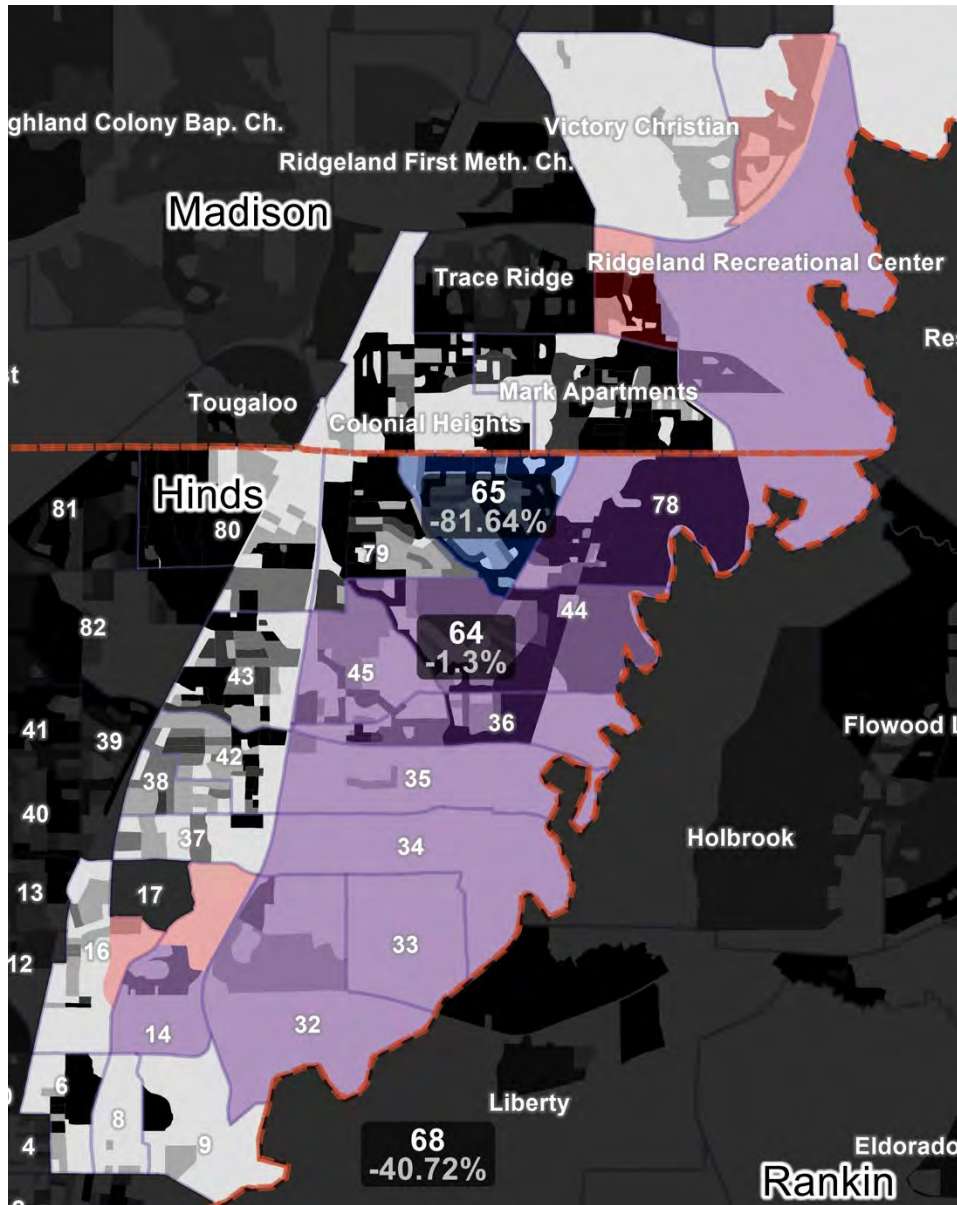 ghland Colony Bap. Ch.
Victory Christian
Ridgeland First Meth. Ch.
Madison
Trace Ridge
Ridgeland Recreational Center
Res
st
Tougaloo
Mark Apartments
Colonial Heights
Hinds
65
-81.64%
81
80
78
79
82
44
64
-1.3%
43
45
41
39
36
Flowood L
42
38
35
40
37
34
Holbrook
13
17
16
12
33
14
32
6
8
9
4
Liberty
68
-40.72%
Eldorado
Rankin